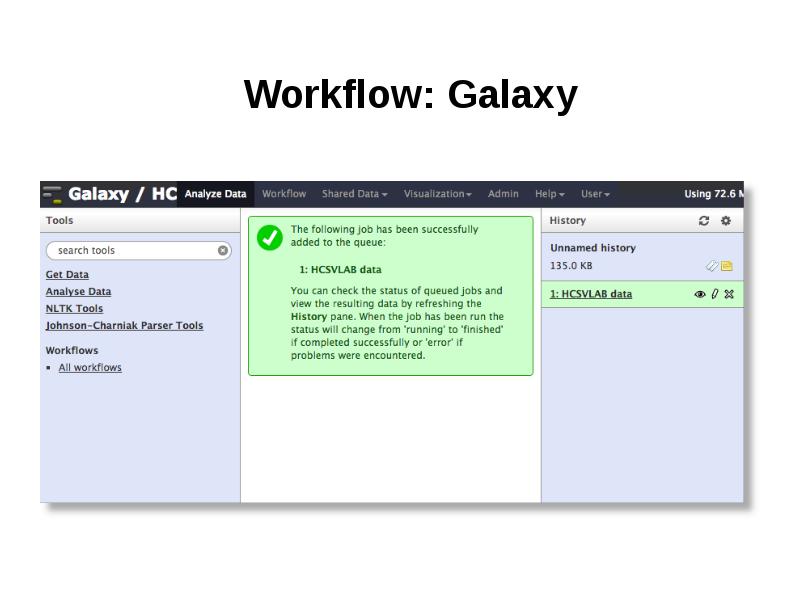 Workflow: Galaxy
Galaxy / HC Analyze Data Workflow Shared Data Visualization Admin Help User Using 72.6
Tools
search tools
Get Data
Analyse Data
NLTK Tools
Johnson-Charniak Parser Tools
Workflows
All workflows
The following job has been successfully
added to the queue:
1: HCSVLAB data
You can check the status of queued jobs and
view the resulting data by refreshing the
History pane. When the job has been run the
status will change from 'running' to 'finished'
if completed successfully or 'error' if
problems were encountered.
History
Unnamed history
135.0 KB
1: HCSVLAB data